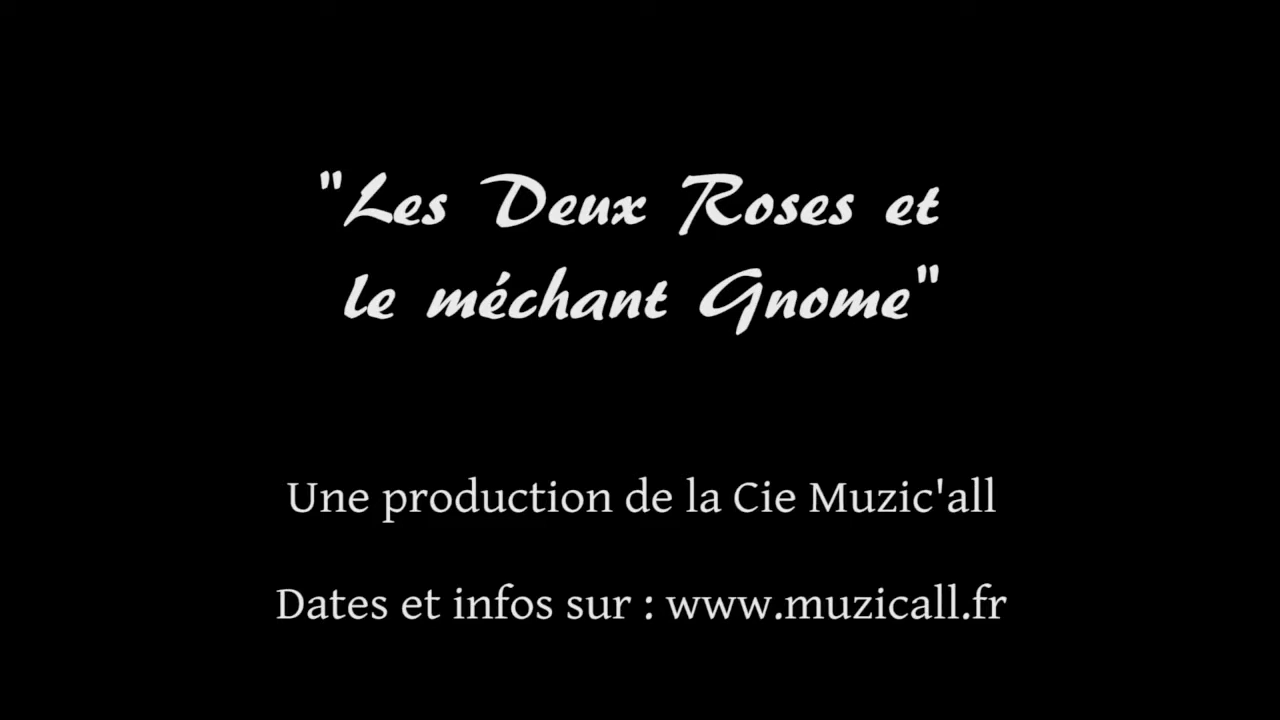 "Les Deux Roses et
le méchant Gnome"
Une production de la Cie Muzic'all
Dates et infos sur : www.muzicall.fr